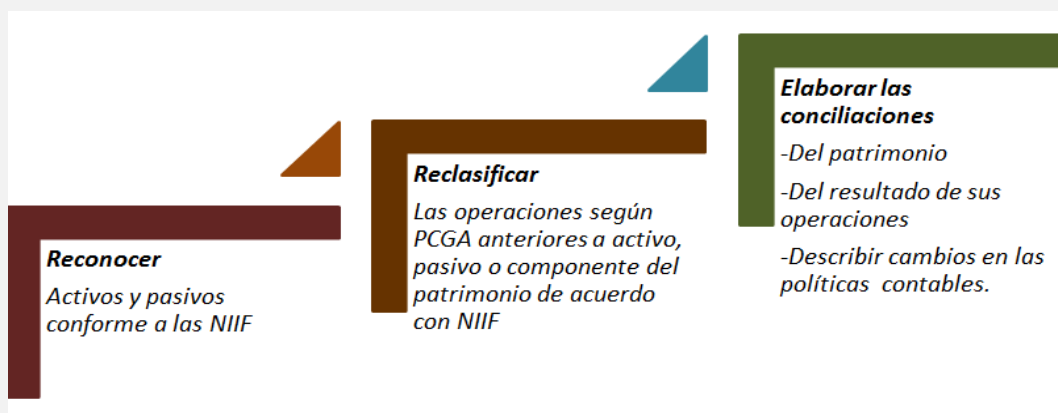 Reconocer
Activos y pasivos
conforme a las NIIF
Reclasificar
Las operaciones según
PCGA anteriores a activo,
pasivo o componente del
patrimonio de acuerdo
con NIIF
Elaborar las
conciliaciones
-Del patrimonio
-Del resultado de sus
operaciones
-Describir cambios en las
políticas contables.